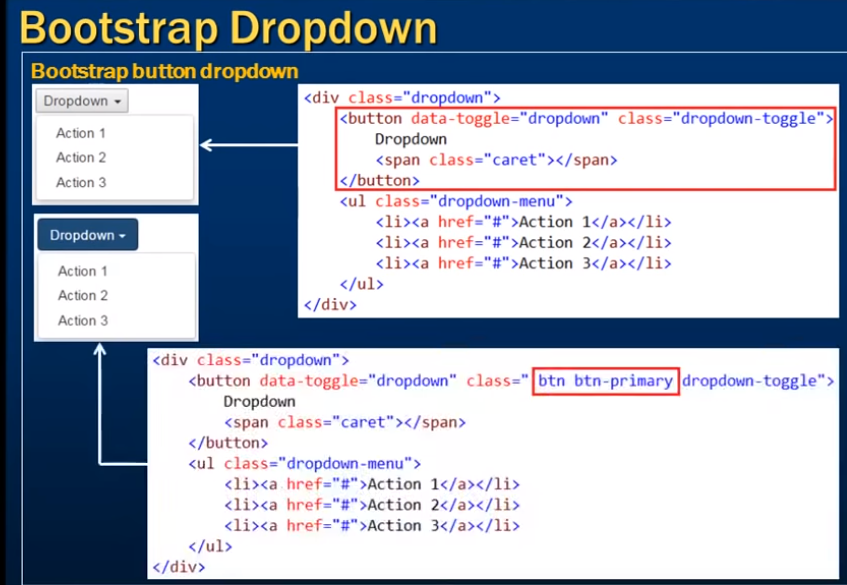 Bootstrap Dropdown
Bootstrap button dropdown
Dropdown
Action 1
Action 2
Action 3
<div class="dropdown">
<button data-toggle="dropdown" class="dropdown-toggle">
Dropdown
<span class="caret"></span>
</button>
<ul class="dropdown-menu">
<li><a href="#">Action 1</a></li>
<li><a href="#">Action 2</a></li>
<li><a href="#">Action 3</a></li>
</ul>
</div>
Dropdown
Action 1
Action 2
Action 3
<div class="dropdown">
<button data-toggle="dropdown" class=" btn btn-primary dropdown-toggle">
Dropdown
<span class="caret"></span>
</button>
<ul class="dropdown-menu">
<li><a href="#">Action 1</a></li>
<li><a href="#">Action 2</a></li>
<li><a href="#">Action 3</a></li>
</ul>
</div>